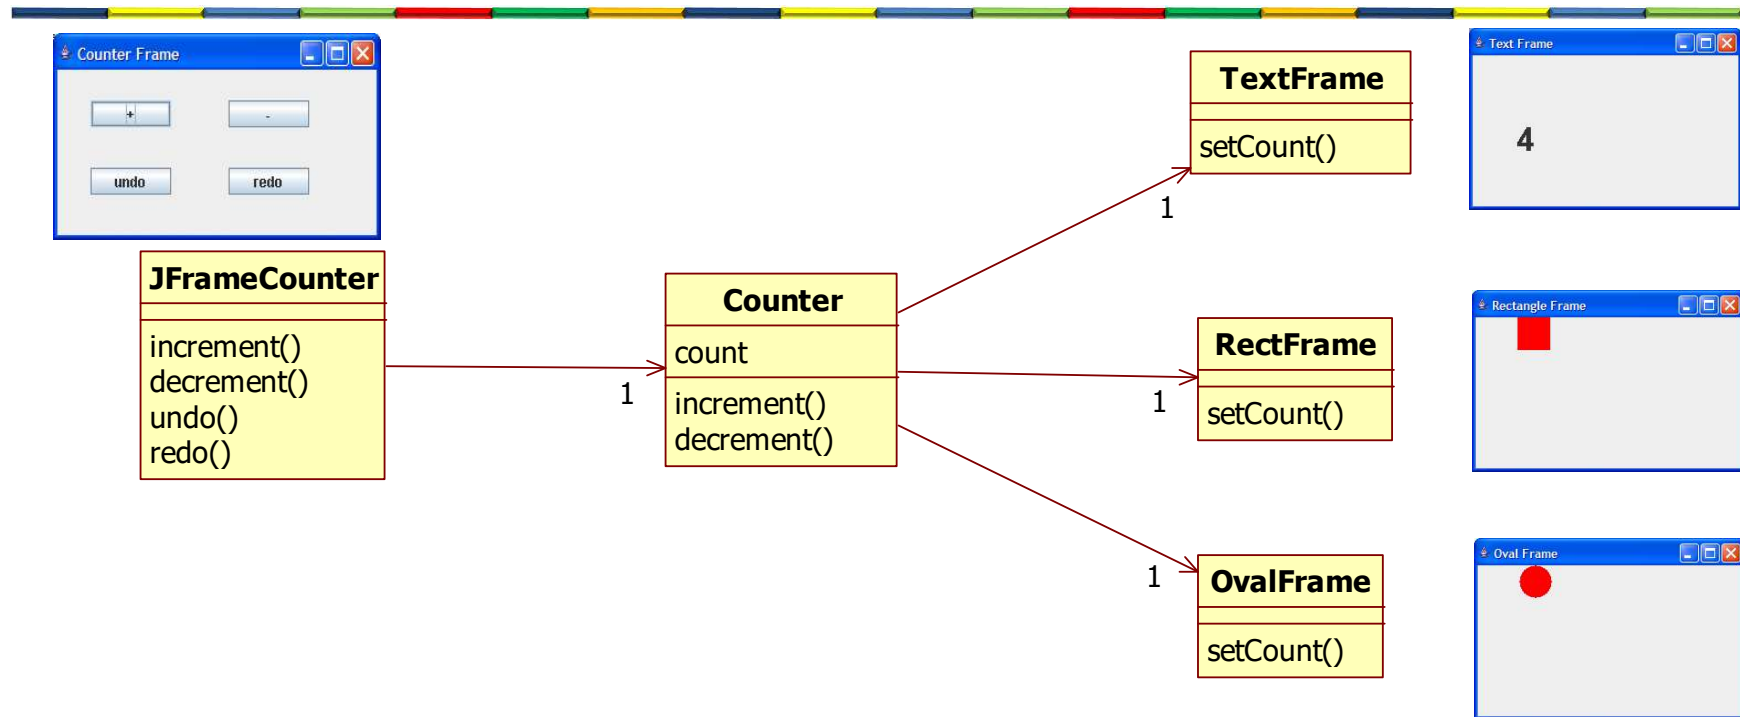 Counter Frame
+
-
undo
redo
JFrameCounter
increment()
decrement()
undo()
redo()
1
Counter
count
increment()
decrement()
TextFrame
setCount()
1
Text Frame
4
RectFrame
setCount()
1
Rectangle Frame
OvalFrame
setCount()
1
Oval Frame